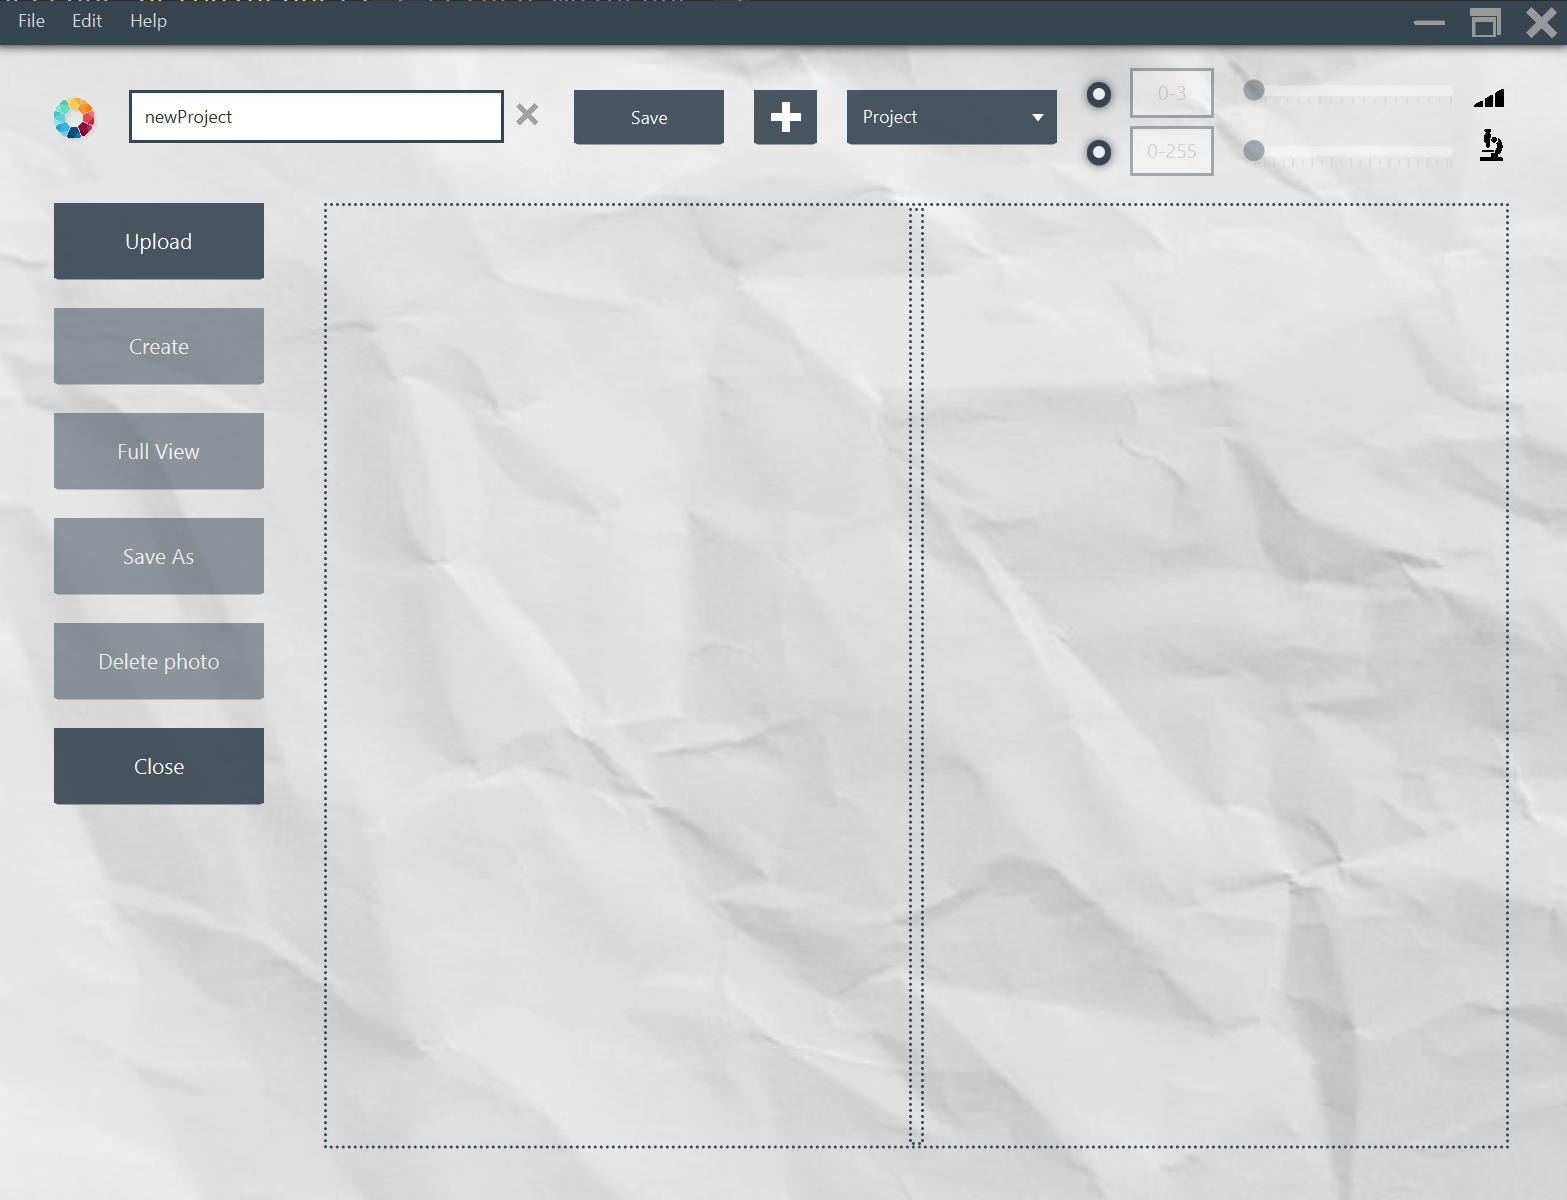 File Edit Help
newProject
Save
Project
0-3
0-255
Upload
Create
Full View
Save As
Delete photo
Close